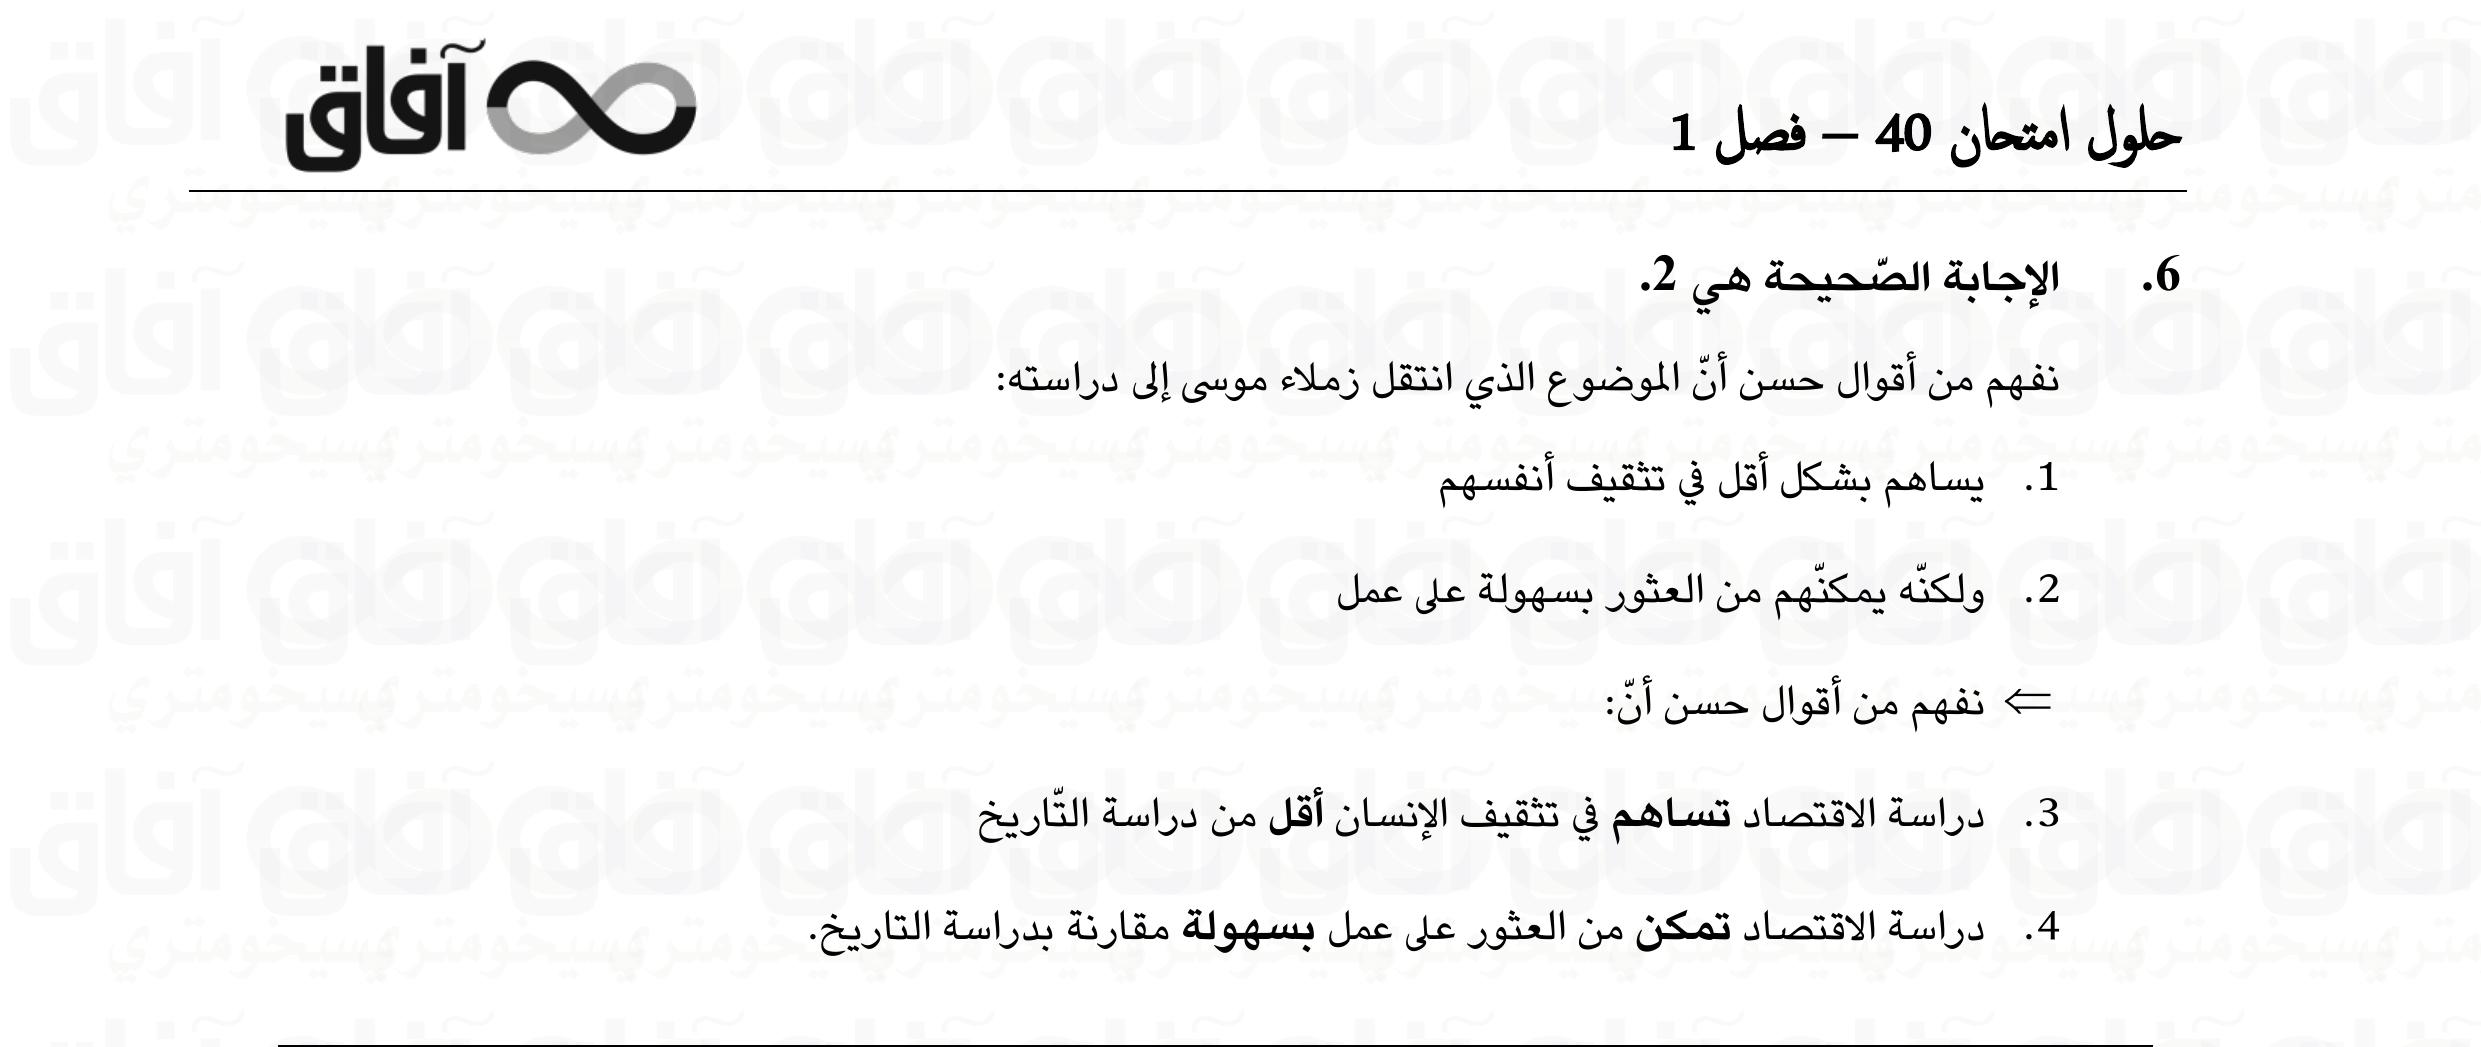 آفاق
حلول امتحان 40 – فصل 1
6. الإجابة الصّحيحة هي 2.
نفهم من أقوال حسن أنّ الموضوع الذي انتقل زملاء موسى إلى دراسته:
1. يساهم بشكل أقل في تثقيف أنفسهم
2. ولكنّه يمكنّهم من العثور بسهولة على عمل
⇐ نفهم من أقوال حسن أنّ:
3. دراسة الاقتصاد تساهم في تثقيف الإنسان أقل من دراسة التّاريخ
4. دراسة الاقتصاد تمكن من العثور على عمل بسهولة مقارنة بدراسة التاريخ.